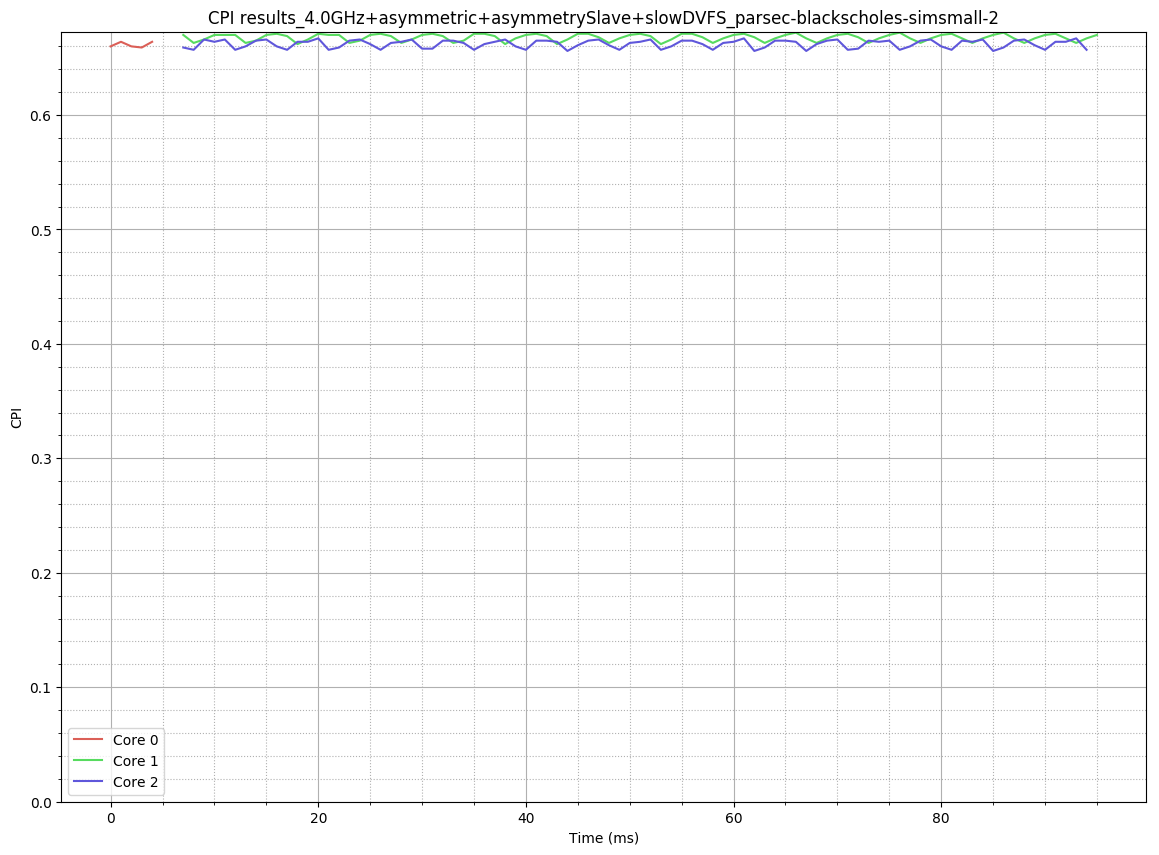 CPI results_4.0GHz+asymmetric+asymmetrySlave+slowDVFS_parsec-blackscholes-simsmall-2
0.6
0.5
0.4
CPI
0.3
0.2
0.1
0.0
Core 0
Core 1
Core 2
0 20 40 60 80
Time (ms)